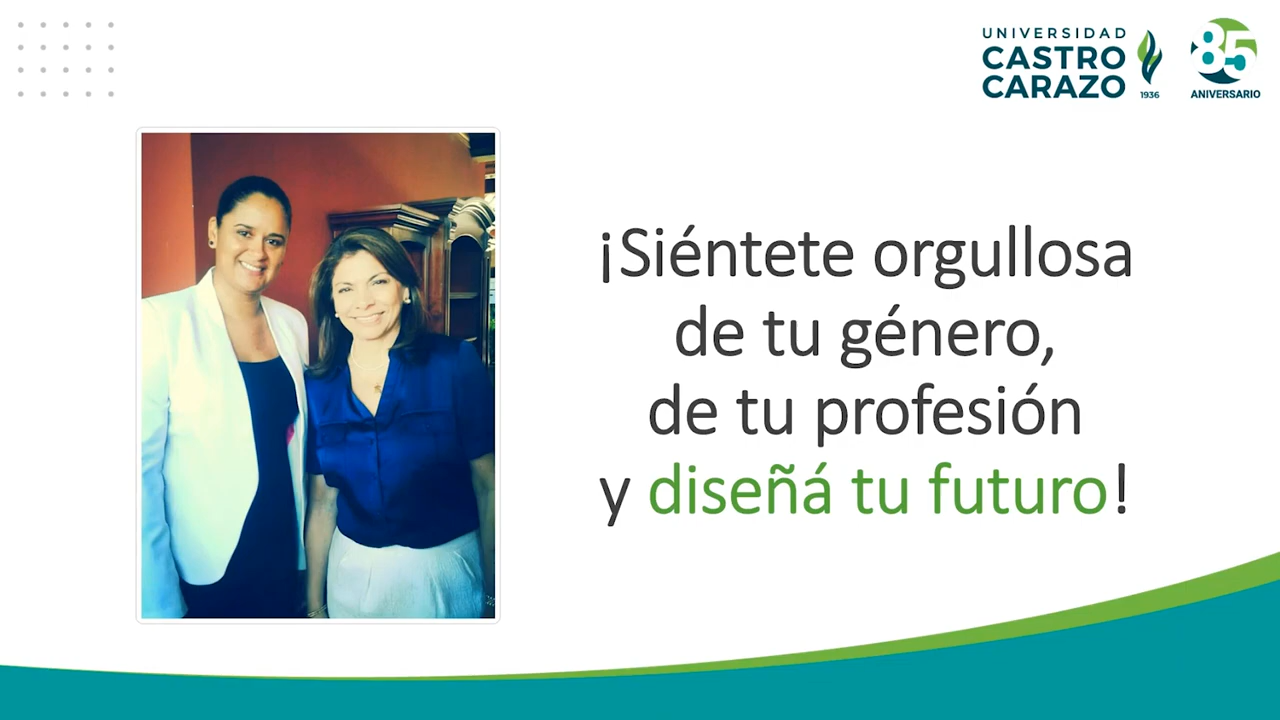 UNIVERSIDAD
CASTRO
CARAZO
1936
85
ANIVERSARIO
¡Siéntete orgullosa
de tu género,
de tu profesión
y diseñá tu futuro!